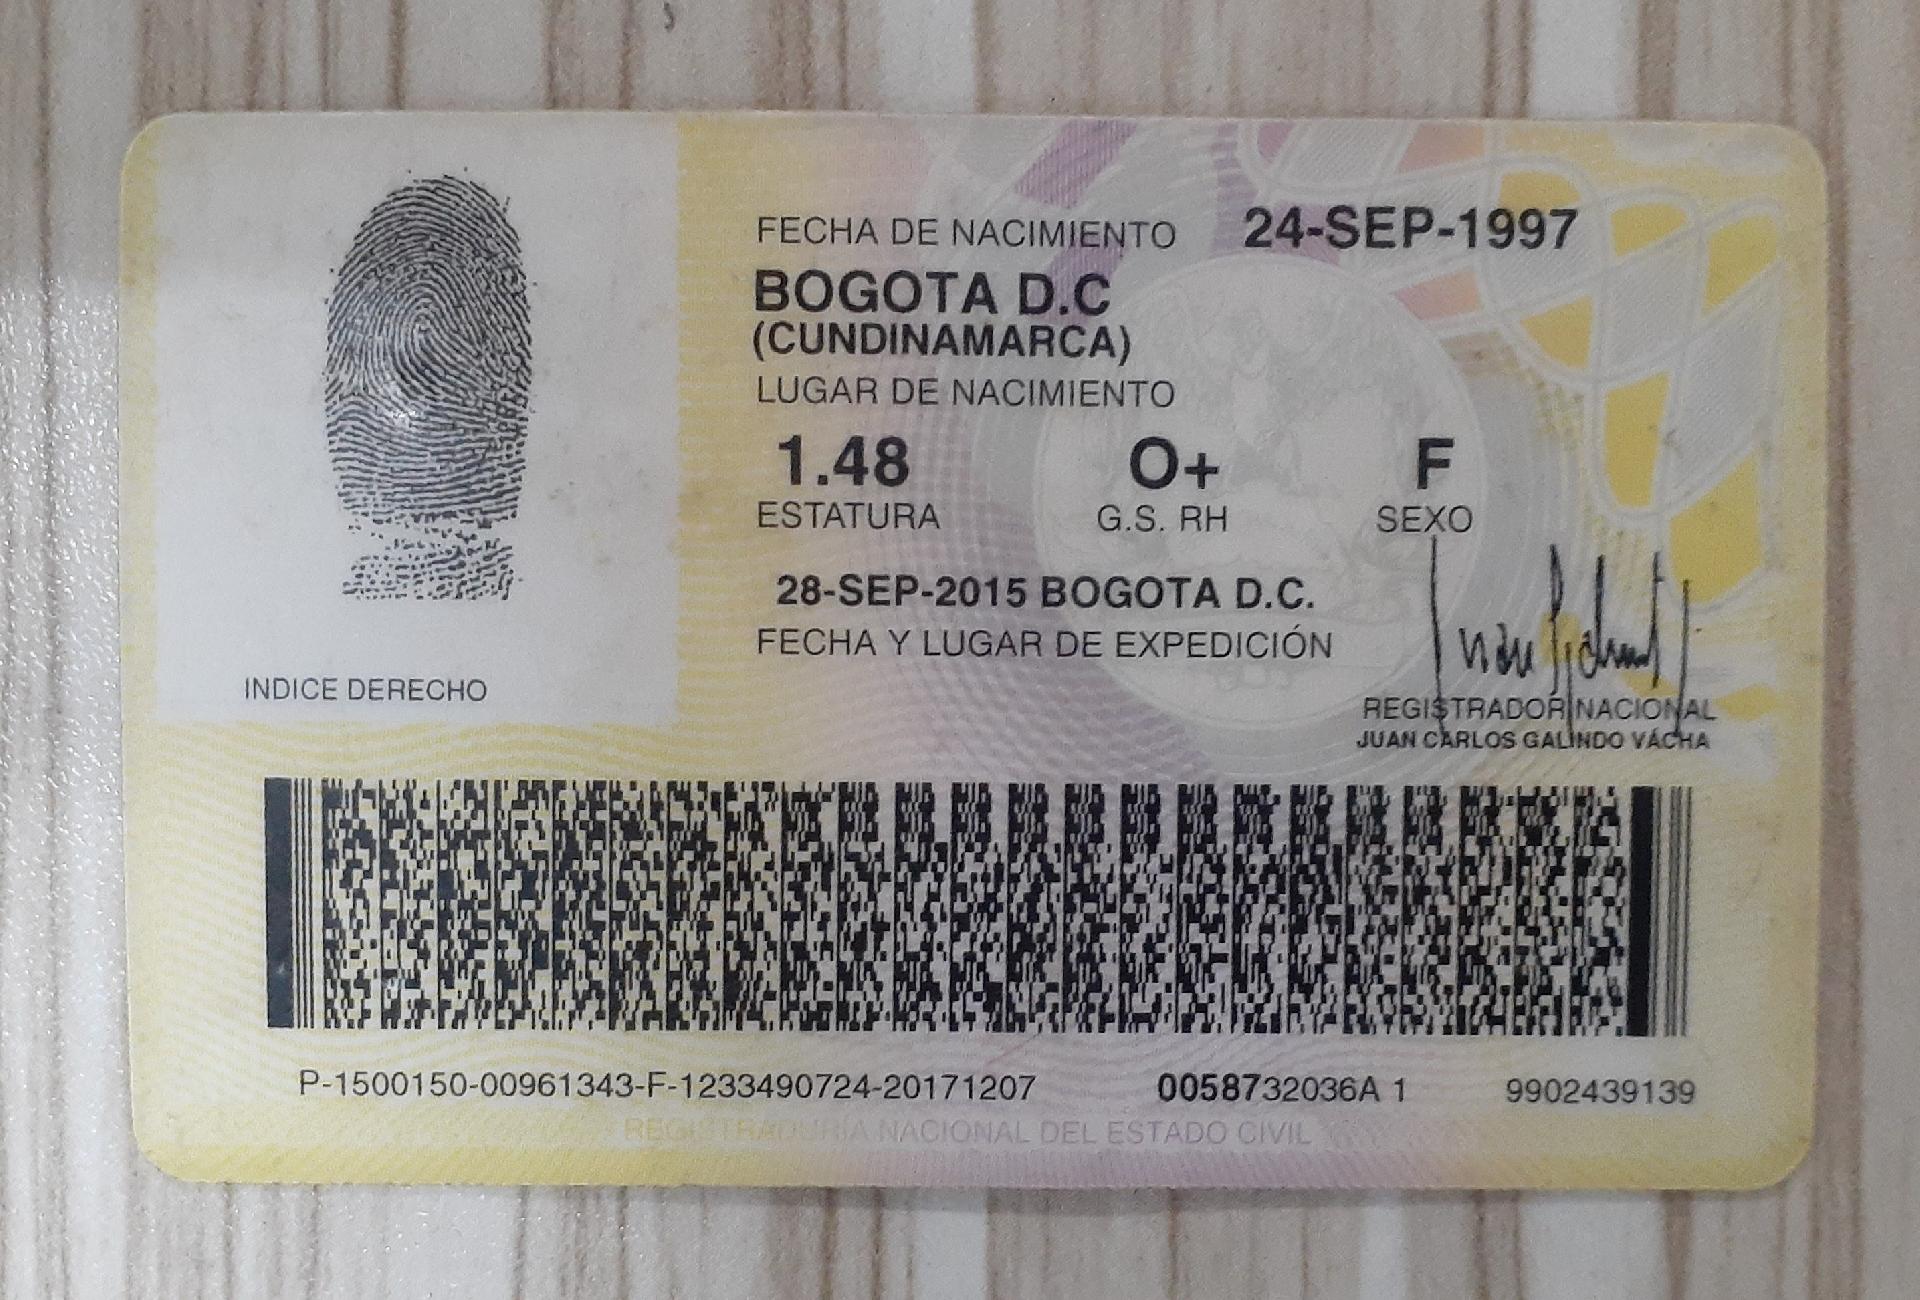 FECHA DE NACIMIENTO 24-SEP-1997
BOGOTA D.C
(CUNDINAMARCA)
LUGAR DE NACIMIENTO
1.48 O+ F
ESTATURA G.S. RH SEXO
28-SEP-2015 BOGOTA D.C.
FECHA Y LUGAR DE EXPEDICIÓN
INDICE DERECHO
REGISTRADOR NACIONAL
JUAN CARLOS GALINDO VÁCHA
P-1500150-00961343-F-1233490724-20171207 0058732036A 1 9902439139
REGISTRADURIA NACIONAL DEL ESTADO CIVIL